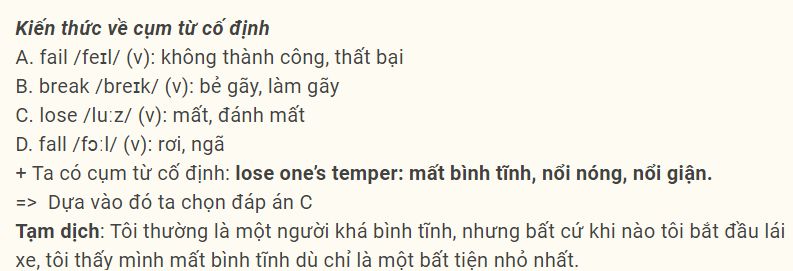 Kiến thức về cụm từ cố định
A. fail /feɪl/ (v): không thành công, thất bại
B. break /breɪk/ (v): bẻ gãy, làm gãy
C. lose /luːz/ (v): mất, đánh mất
D. fall /fɔːl/ (v): rơi, ngã
+ Ta có cụm từ cố định: lose one’s temper: mất bình tĩnh, nổi nóng, nổi giận.
=>  Dựa vào đó ta chọn đáp án C
Tạm dịch: Tôi thường là một người khá bình tĩnh, nhưng bất cứ khi nào tôi bắt đầu lái
xe, tôi thấy mình mất bình tĩnh dù chỉ là một bất tiện nhỏ nhất.